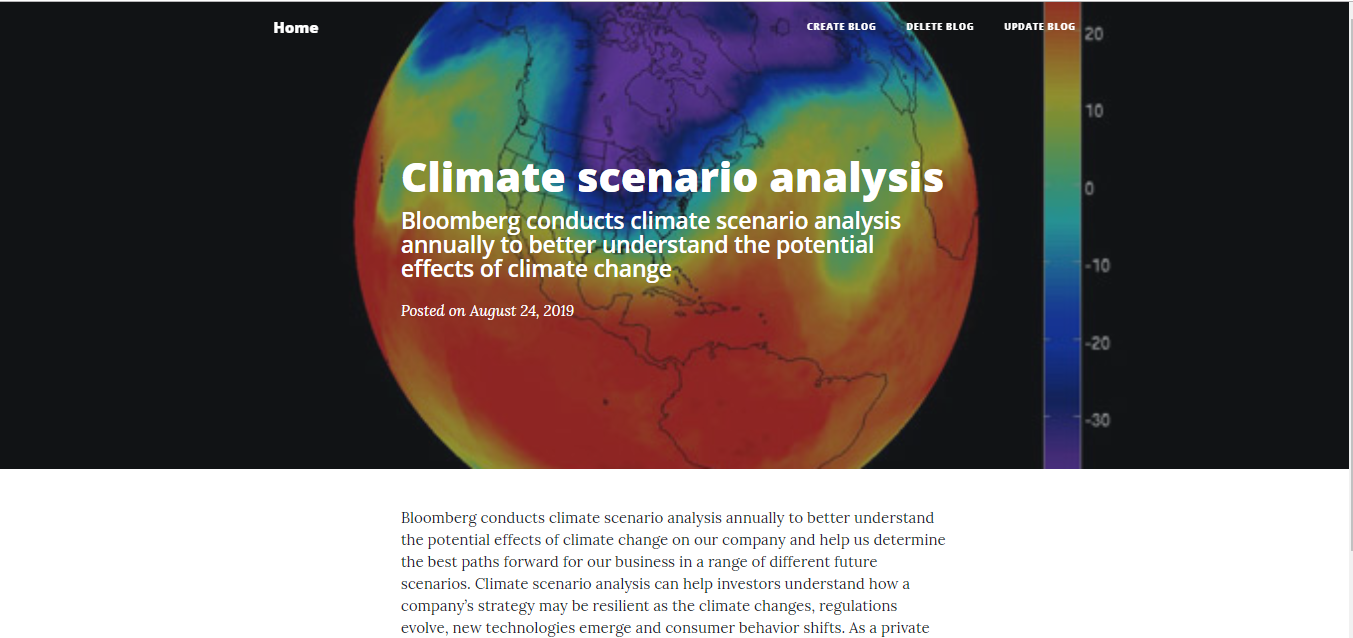 Home
CREATE BLOG
DELETE BLOG
UPDATE BLOG
20
10
0
-10
-20
-30
Climate scenario analysis
Bloomberg conducts climate scenario analysis
annually to better understand the potential
effects of climate change
Posted on August 24, 2019
Bloomberg conducts climate scenario analysis annually to better understand
the potential effects of climate change on our company and help us determine
the best paths forward for our business in a range of different future
scenarios. Climate scenario analysis can help investors understand how a
company’s strategy may be resilient as the climate changes, regulations
evolve, new technologies emerge and consumer behavior shifts. As a private